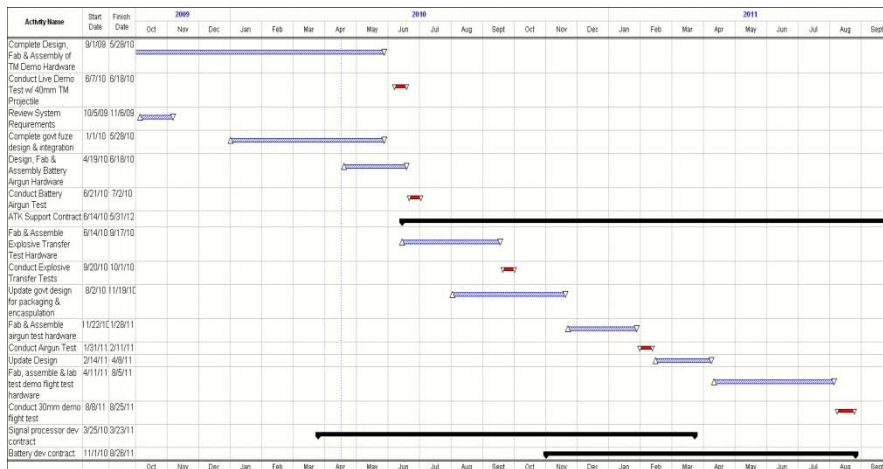 2009 2010 2011
Activity Name Start Date Finish Date Oct Nov Dec Jan Feb Mar Apr May Jun Jul Aug Sept Oct Nov Dec Jan Feb Mar Apr May Jun Jul Aug Sept
Complete Design, 9/1/09 5/28/10
Fab & Assembly of
TM Demo Hardware
Conduct Live Demo 6/7/10 6/18/10
Test w/ 40mm TM
Projectile
Review System 10/5/09 11/6/09
Requirements
Complete govt fuze 1/1/10 5/28/10
design & integration
Design, Fab & 4/19/10 6/18/10
Assembly Battery
Airgun Hardware
Conduct Battery 6/21/10 7/2/10
Airgun Test
ATK Support Contract 6/14/10 5/31/12
Fab & Assemble 6/14/10 9/17/10
Explosive Transfer
Test Hardware
Conduct Explosive 9/20/10 10/1/10
Transfer Tests
Update govt design 8/2/10 11/19/10
for packaging &
encaspulation
Fab & Assemble 11/22/10 1/28/11
airgun test hardware
Conduct Airgun Test 1/31/11 2/11/11
Update Design 2/14/11 4/8/11
Fab, assemble & lab 4/11/11 8/5/11
test demo flight test
hardware
Conduct 30mm demo 8/8/11 8/25/11
flight test
Signal processor dev 3/25/10 3/23/11
contract
Battery dev contract 11/1/10 8/26/11
Oct Nov Dec Jan Feb Mar Apr May Jun Jul Aug Sept Oct Nov Dec Jan Feb Mar Apr May Jun Jul Aug Sept